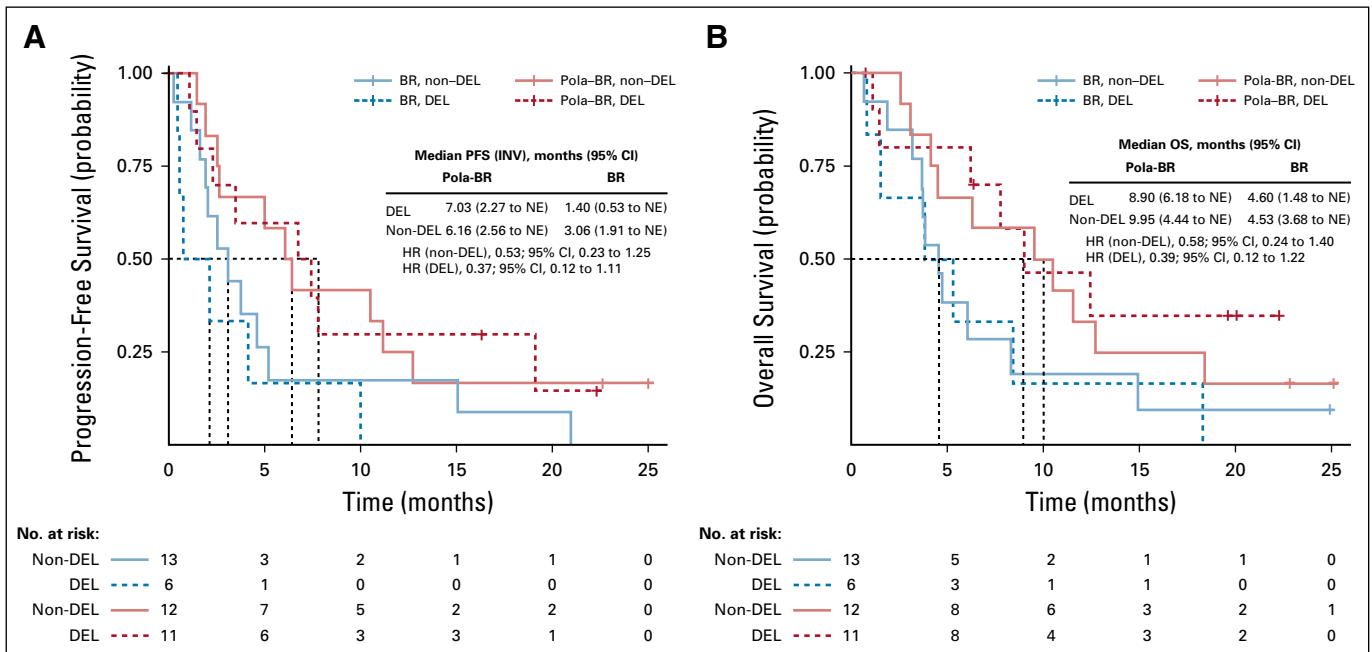 A
Progression-Free Survival (probability)
1.00
0.75
0.50
0.25
BR, non–DEL
Pola–BR, non–DEL
BR, DEL
Pola–BR, DEL
Median PFS (INV), months (95% CI)
Pola-BR BR
DEL 7.03 (2.27 to NE) 1.40 (0.53 to NE)
Non-DEL 6.16 (2.56 to NE) 3.06 (1.91 to NE)
HR (non-DEL), 0.53; 95% CI, 0.23 to 1.25
HR (DEL), 0.37; 95% CI, 0.12 to 1.11
0 5 10 15 20 25
Time (months)
No. at risk:
Non-DEL 13 3 2 1 1 0
DEL 6 1 0 0 0 0
Non-DEL 12 7 5 2 2 0
DEL 11 6 3 3 1 0
B
Overall Survival (probability)
1.00
0.75
0.50
0.25
BR, non–DEL
Pola–BR, non–DEL
BR, DEL
Pola–BR, DEL
Median OS, months (95% CI)
Pola-BR BR
DEL 8.90 (6.18 to NE) 4.60 (1.48 to NE)
Non-DEL 9.95 (4.44 to NE) 4.53 (3.68 to NE)
HR (non-DEL), 0.58; 95% CI, 0.24 to 1.40
HR (DEL), 0.39; 95% CI, 0.12 to 1.22
0 5 10 15 20 25
Time (months)
No. at risk:
Non-DEL 13 5 2 1 1 0
DEL 6 3 1 1 0 0
Non-DEL 12 8 6 3 2 1
DEL 11 8 4 3 2 0